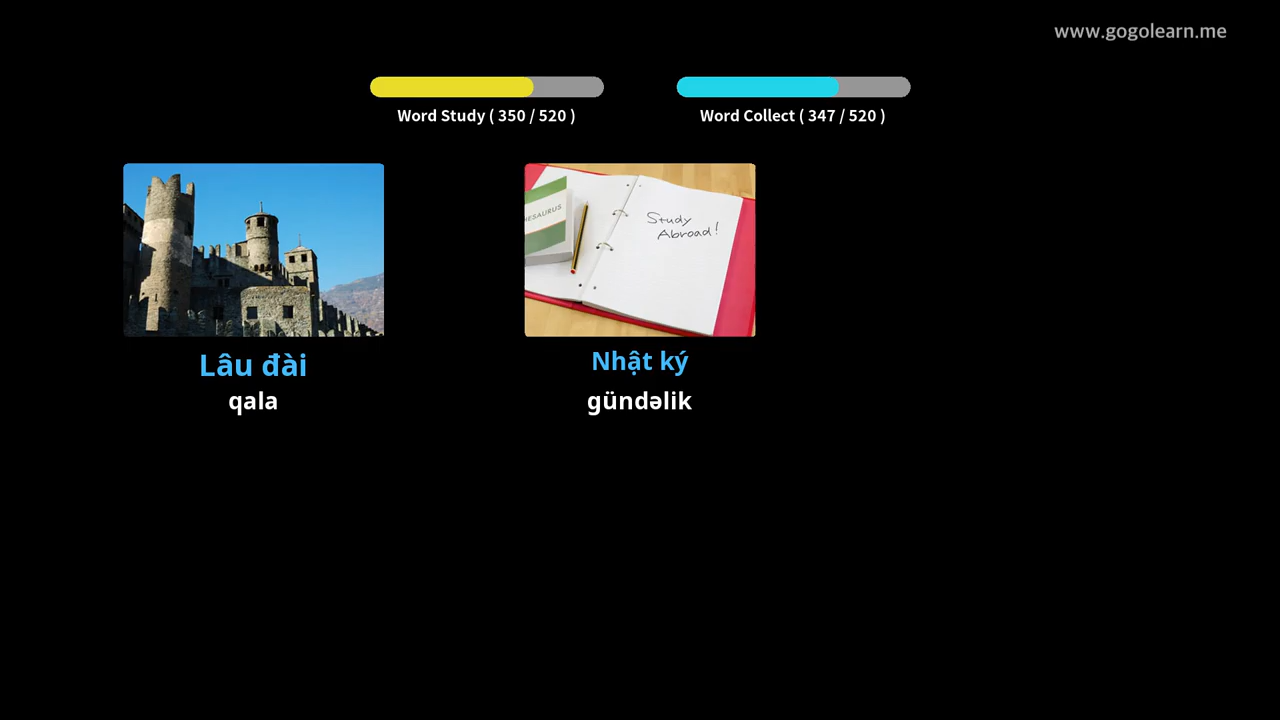 www.gogolearn.me
Word Study ( 350 / 520 )
Word Collect ( 347 / 520 )
HESAURUS
Study
Abroad!
Lâu đài
qala
Nhật ký
gündəlik